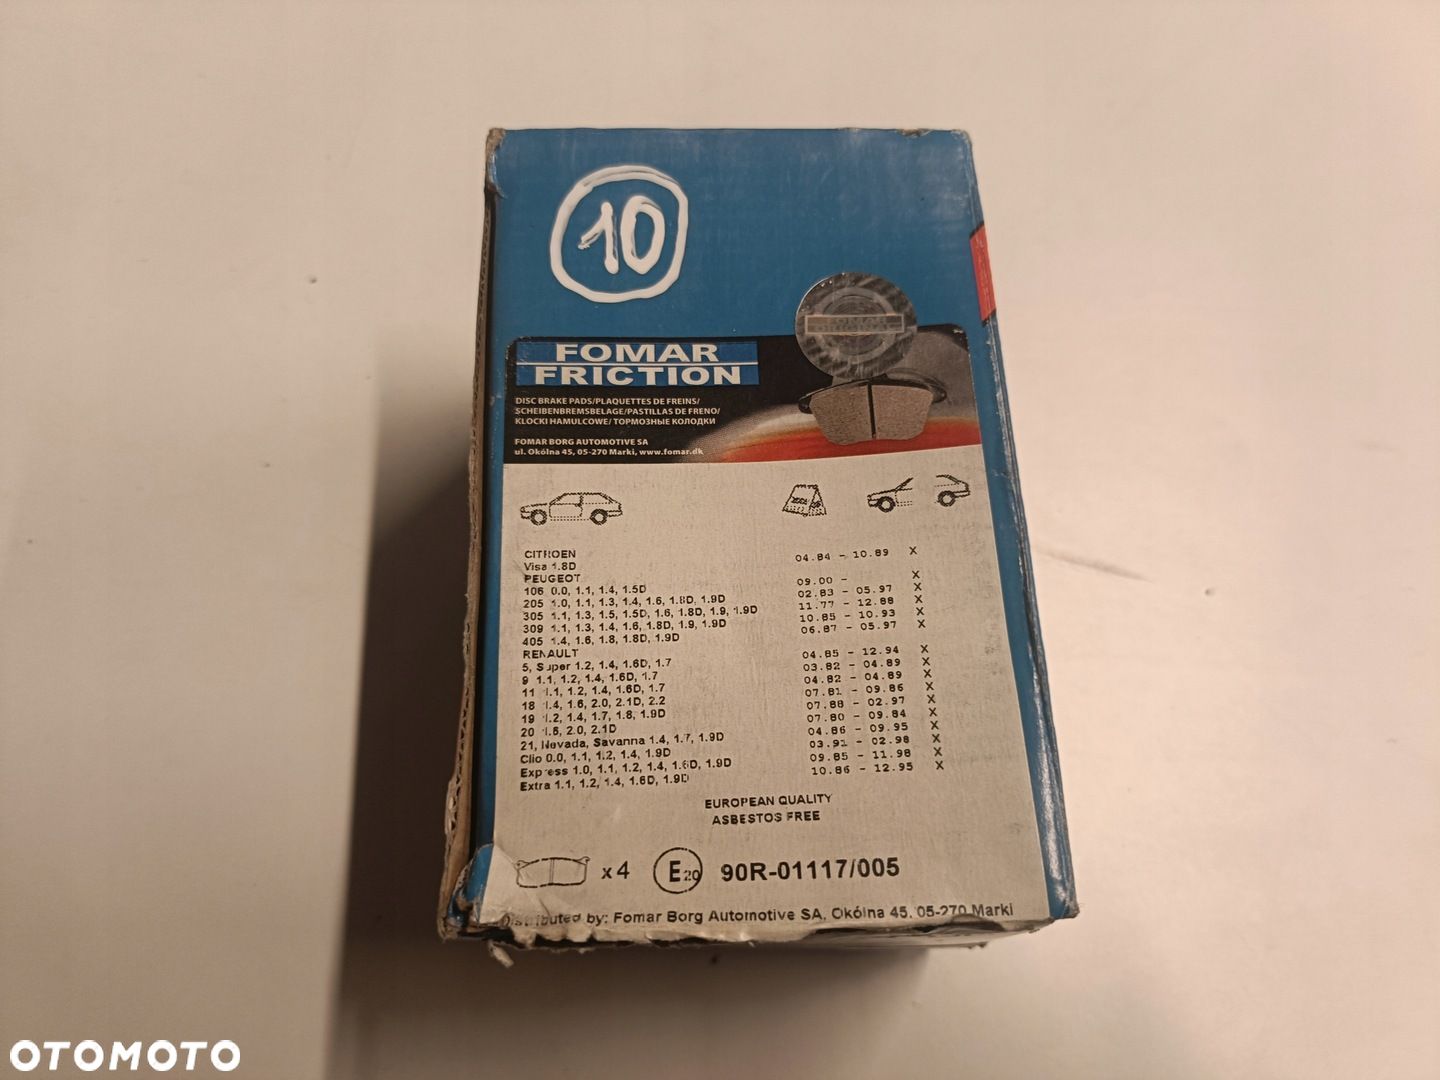 10
FOMAR
ORIGINAL
FOMAR
FRICTION
DISC BRAKE PADS/PLAQUETTES DE FREINS/
SCHEIBENBREMSBELAGE/PASTILLAS DE FRENO/
KLOCKI HAMULCOWE/ ТОРМОЗНЫЕ КОЛОДКИ
FOMAR BORG AUTOMOTIVE SA
ul. Okólna 45, 05-270 Marki, www.fomar.dk
CITROEN
Visa 1.8D 04.84 - 10.89 X
PEUGEOT
106 0.0, 1.1, 1.4, 1.5D 09.00 - X
205 1.0, 1.1, 1.3, 1.4, 1.6, 1.8D, 1.9D 02.83 - 05.97 X
305 1.1, 1.3, 1.5, 1.5D, 1.6, 1.8D, 1.9, 1.9D 11.77 - 12.88 X
309 1.1, 1.3, 1.4, 1.6, 1.8D, 1.9, 1.9D 10.85 - 10.93 X
405 1.4, 1.6, 1.8, 1.8D, 1.9D 06.87 - 05.97 X
RENAULT
5, Super 1.2, 1.4, 1.6D, 1.7 04.85 - 12.94 X
9 1.1, 1.2, 1.4, 1.6D, 1.7 03.82 - 04.89 X
11 1.1, 1.2, 1.4, 1.6D, 1.7 04.82 - 04.89 X
18 1.4, 1.6, 2.0, 2.1D, 2.2 07.81 - 09.86 X
19 1.2, 1.4, 1.7, 1.8, 1.9D 07.88 - 02.97 X
20 1.6, 2.0, 2.1D 07.80 - 09.84 X
21, Nevada, Savanna 1.4, 1.7, 1.9D 04.86 - 09.95 X
Clio 0.0, 1.1, 1.2, 1.4, 1.9D 03.91 - 02.98 X
Express 1.0, 1.1, 1.2, 1.4, 1.6D, 1.9D 09.85 - 11.98 X
Extra 1.1, 1.2, 1.4, 1.6D, 1.9D 10.86 - 12.95 X
EUROPEAN QUALITY
ASBESTOS FREE
x 4 E20 90R-01117/005
Distributed by: Fomar Borg Automotive SA, Okólna 45, 05-270 Marki
OTOMOTO